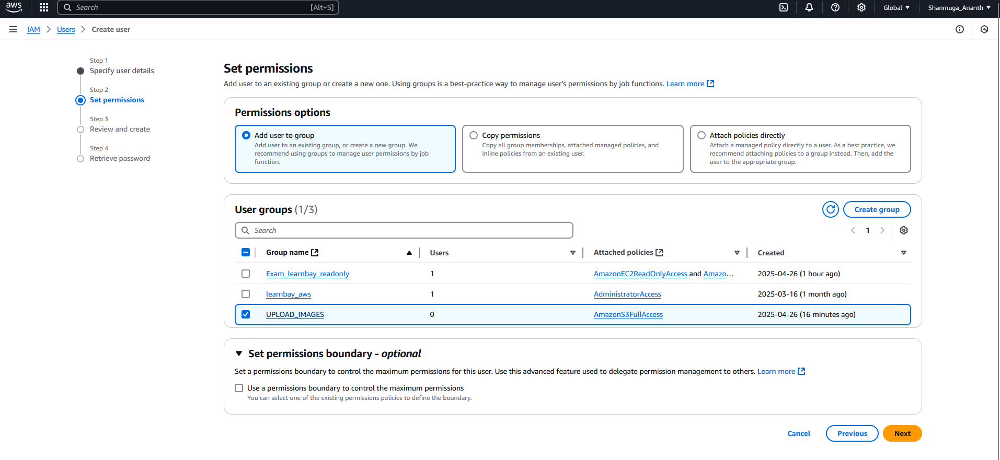 aws
Search [Alt+S]
Global
Shanmuga_Ananth
IAM
Users
Create user
Step 1
Specify user details
Step 2
Set permissions
Step 3
Review and create
Step 4
Retrieve password
Set permissions
Add user to an existing group or create a new one. Using groups is a best-practice way to manage user's permissions by job functions. Learn more
Permissions options
Add user to group
Add user to an existing group, or create a new group. We
recommend using groups to manage user permissions by job
function.
Copy permissions
Copy all group memberships, attached managed policies, and
inline policies from an existing user.
Attach policies directly
Attach a managed policy directly to a user. As a best practice, we
recommend attaching policies to a group instead. Then, add the
user to the appropriate group.
User groups (1/3)
Create group
Search
1
Group name Users Attached policies Created
Exam_learnbay_readonly 1 AmazonEC2ReadOnlyAccess and Amazo... 2025-04-26 (1 hour ago)
learnbay_aws 1 AdministratorAccess 2025-03-16 (1 month ago)
UPLOAD_IMAGES 0 AmazonS3FullAccess 2025-04-26 (16 minutes ago)
Set permissions boundary - optional
Set a permissions boundary to control the maximum permissions for this user. Use this advanced feature used to delegate permission management to others. Learn more
Use a permissions boundary to control the maximum permissions
You can select one of the existing permissions policies to define the boundary.
Cancel
Previous
Next